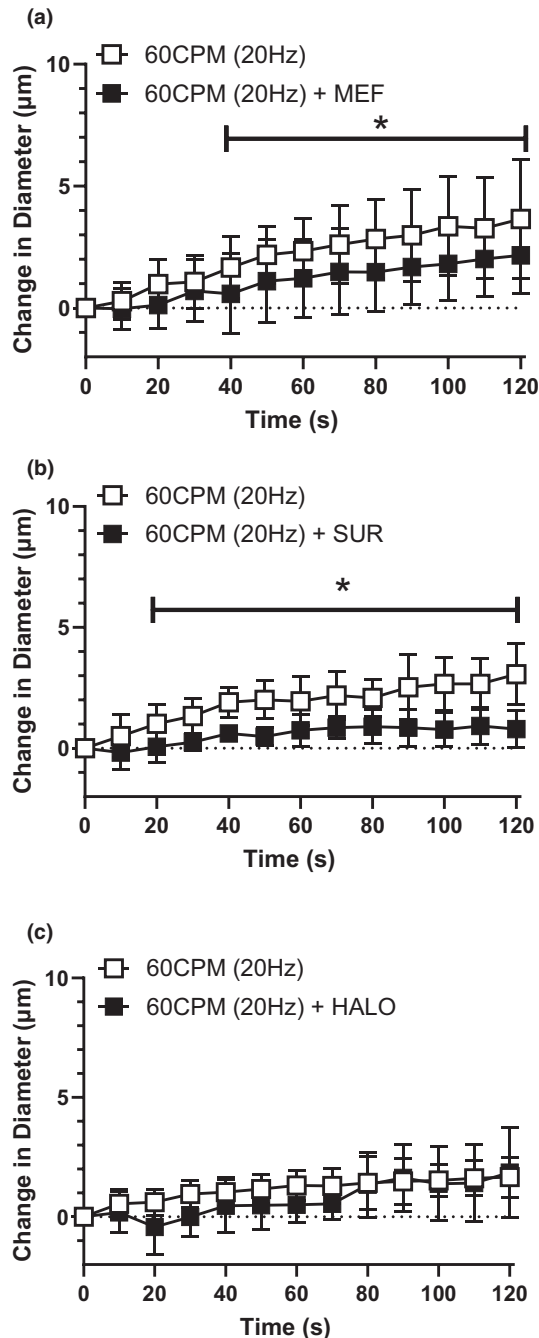 (a)
60CPM (20Hz)
60CPM (20Hz) + MEF
*
10
5
0
Change in Diameter (µm)
0 20 40 60 80 100 120
Time (s)
(b)
60CPM (20Hz)
60CPM (20Hz) + SUR
*
10
5
0
Change in Diameter (µm)
0 20 40 60 80 100 120
Time (s)
(c)
60CPM (20Hz)
60CPM (20Hz) + HALO
10
5
0
Change in Diameter (µm)
0 20 40 60 80 100 120
Time (s)